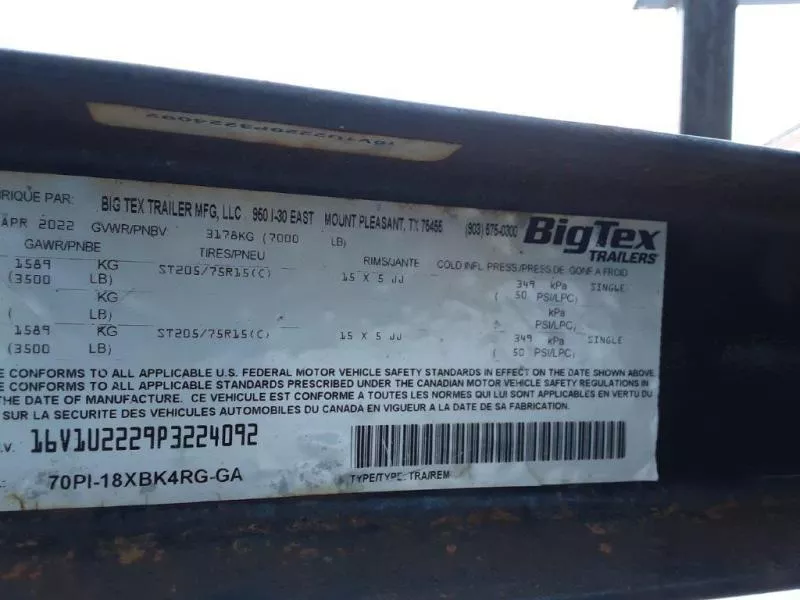 RIQUE PAR: BIG TEX TRAILER MFG, LLC 950 I-30 EAST MOUNT PLEASANT, TX 75455 (903) 575-0300 BigTex
TRAILERS
APR 2022 GVWR/PNBV: 3178KG (7000 LB)
GAWR/PNBE TIRES/PNEU RIMS/JANTE COLD INFL. PRESS/PRESS DE GONF A FROID
1589 KG ST205/75R15(C) 15 X 5 JJ 349 kPa SINGLE
(3500 LB) ( 50 PSI/LPC)
KG kPa
( LB) ( PSI/LPC)
1589 KG ST205/75R15(C) 15 X 5 JJ 349 kPa SINGLE
(3500 LB) ( 50 PSI/LPC)
E CONFORMS TO ALL APPLICABLE U.S. FEDERAL MOTOR VEHICLE SAFETY STANDARDS IN EFFECT ON THE DATE SHOWN ABOVE.
E CONFORMS TO ALL APPLICABLE STANDARDS PRESCRIBED UNDER THE CANADIAN MOTOR VEHICLE SAFETY REGULATIONS IN
THE DATE OF MANUFACTURE. CE VEHICULE EST CONFORME A TOUTES LES NORMES QUI LUI SONT APPLICABLES EN VERTU DU
SUR LA SECURITE DES VEHICULES AUTOMOBILES DU CANADA EN VIGUEUR A LA DATE DE SA FABRICATION.
.V. 16V1U2229P3224092
70PI-18XBK4RG-GA TYPE/TYPE: TRA/REM